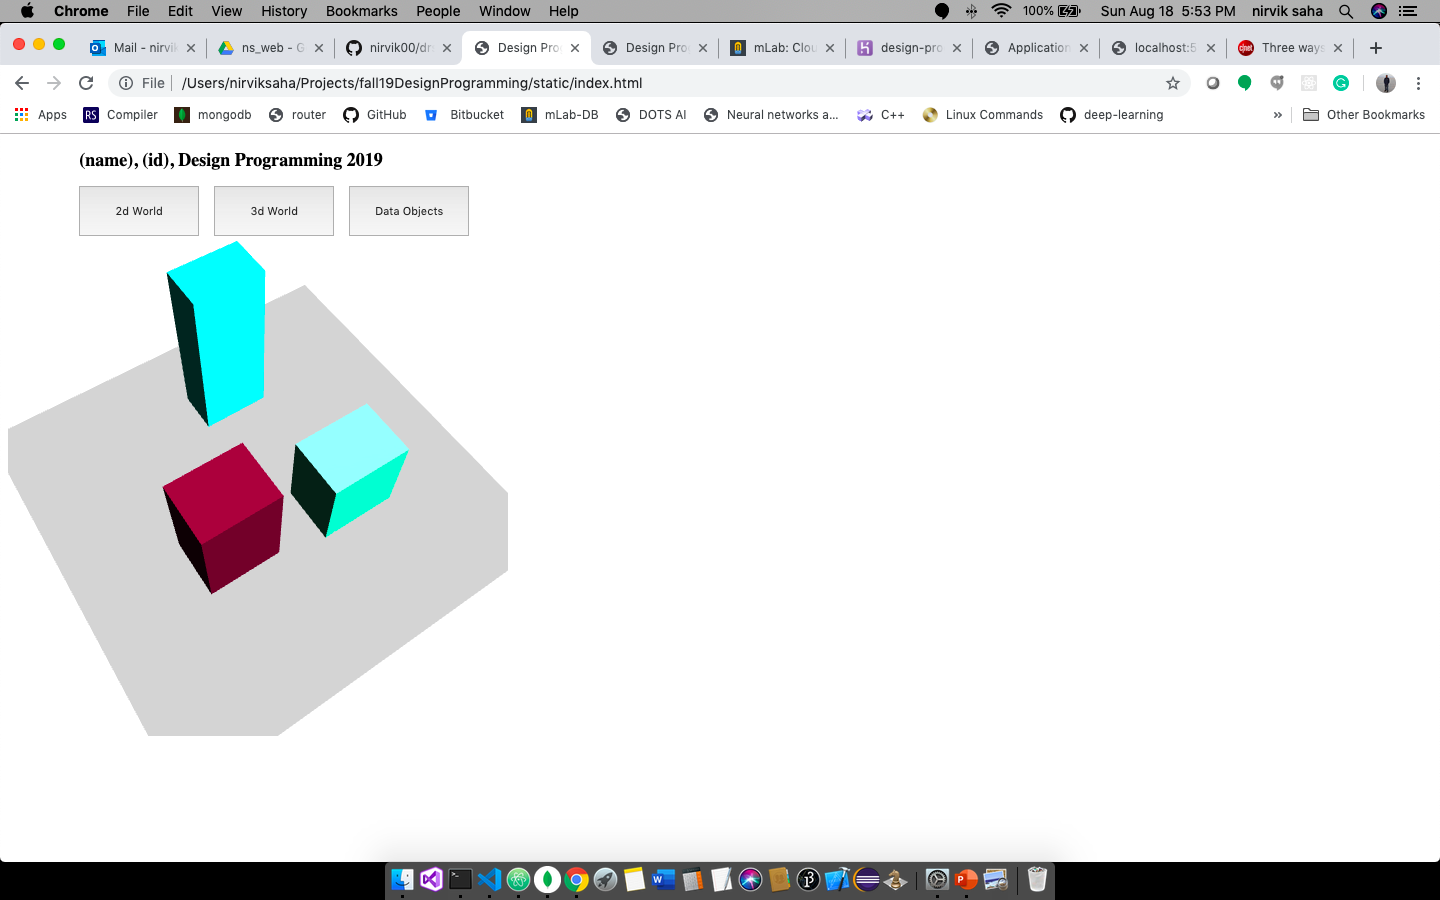 Chrome File Edit View History Bookmarks People Window Help 100% Sun Aug 18 5:53 PM nirvik saha
Mail - nirvik ns_web - G nirvik00/dr Design Pro Design Pro mLab: Clou design-pro Application localhost:5 Three ways
File /Users/nirviksaha/Projects/fall19DesignProgramming/static/index.html
Apps RS Compiler mongodb router GitHub Bitbucket mLab-DB DOTS AI Neural networks a... C++ Linux Commands deep-learning » Other Bookmarks
(name), (id), Design Programming 2019
2d World 3d World Data Objects